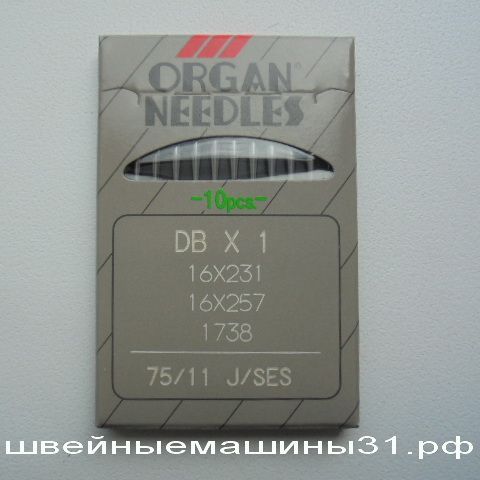 ORGAN®
NEEDLES
-10pcs.-
DB X 1
16X231
16X257
1738
75/11 J/SES
швейныемашины31.рф